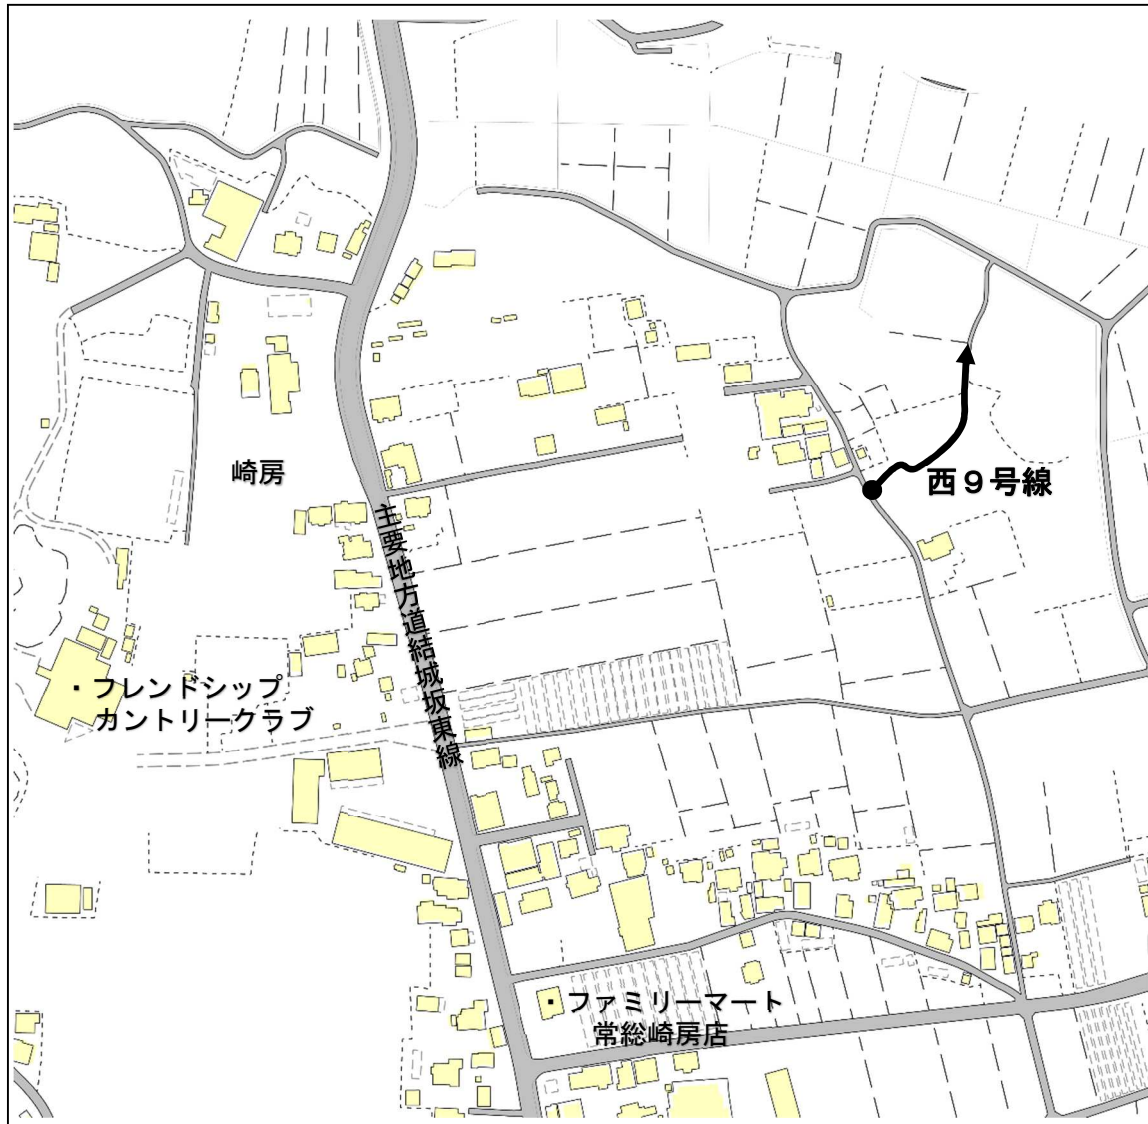 崎房
西９号線
主要地方道結城坂東線
・フレンドシップ
カントリークラブ
・ファミリーマート
常総崎房店